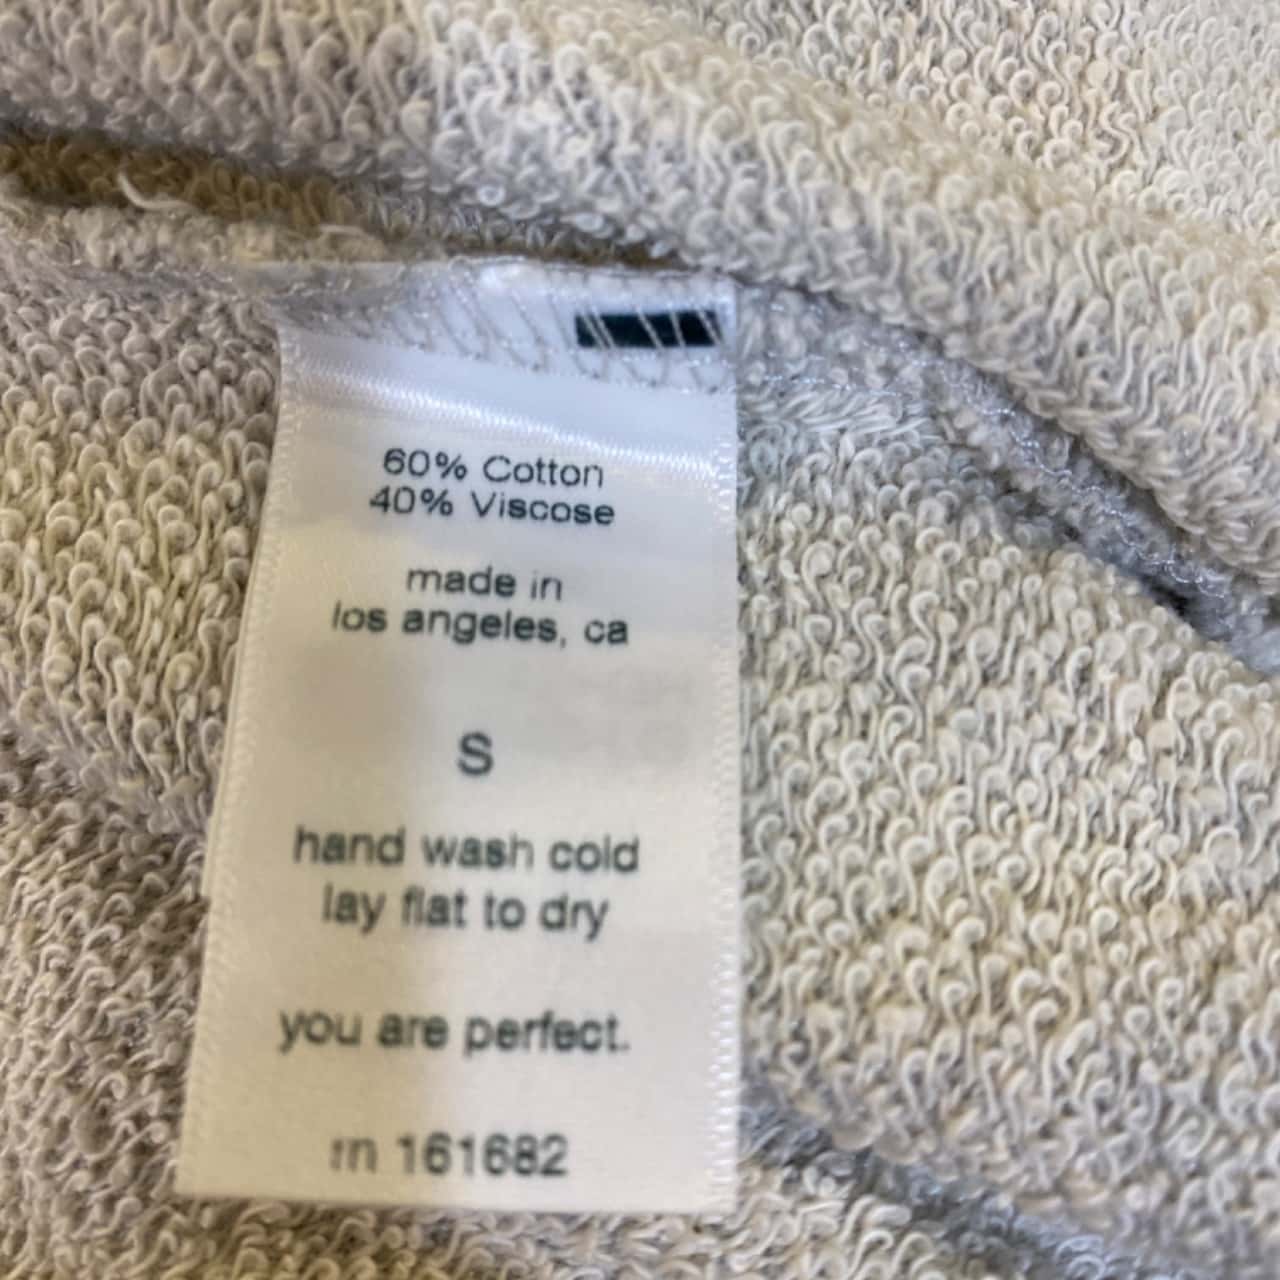 60% Cotton
40% Viscose
made in
los angeles, ca
S
hand wash cold
lay flat to dry
you are perfect.
rn 161682